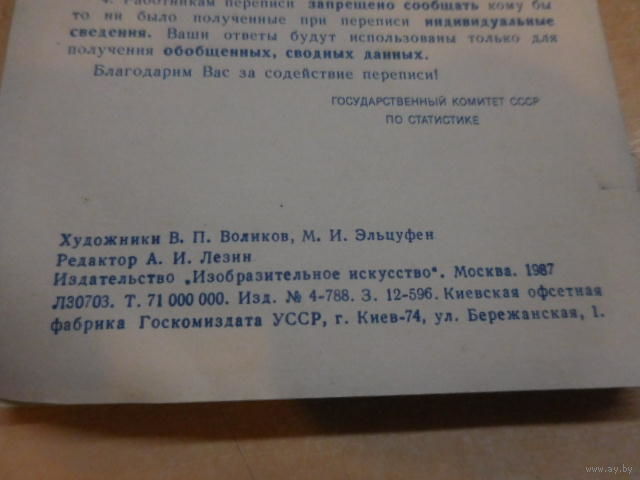 4. Работникам переписи запрещено сообщать кому бы
то ни было полученные при переписи индивидуальные
сведения. Ваши ответы будут использованы только для
получения обобщенных, сводных данных.
Благодарим Вас за содействие переписи!
ГОСУДАРСТВЕННЫЙ КОМИТЕТ СССР
ПО СТАТИСТИКЕ
Художники В. П. Воликов, М. И. Эльцуфен
Редактор А. И. Лезин
Издательство „Изобразительное искусство“. Москва. 1987
Л30703. Т. 71 000 000. Изд. № 4-788. З. 12-596. Киевская офсетная
фабрика Госкомиздата УССР, г. Киев-74, ул. Бережанская, 1.
www.ay.by